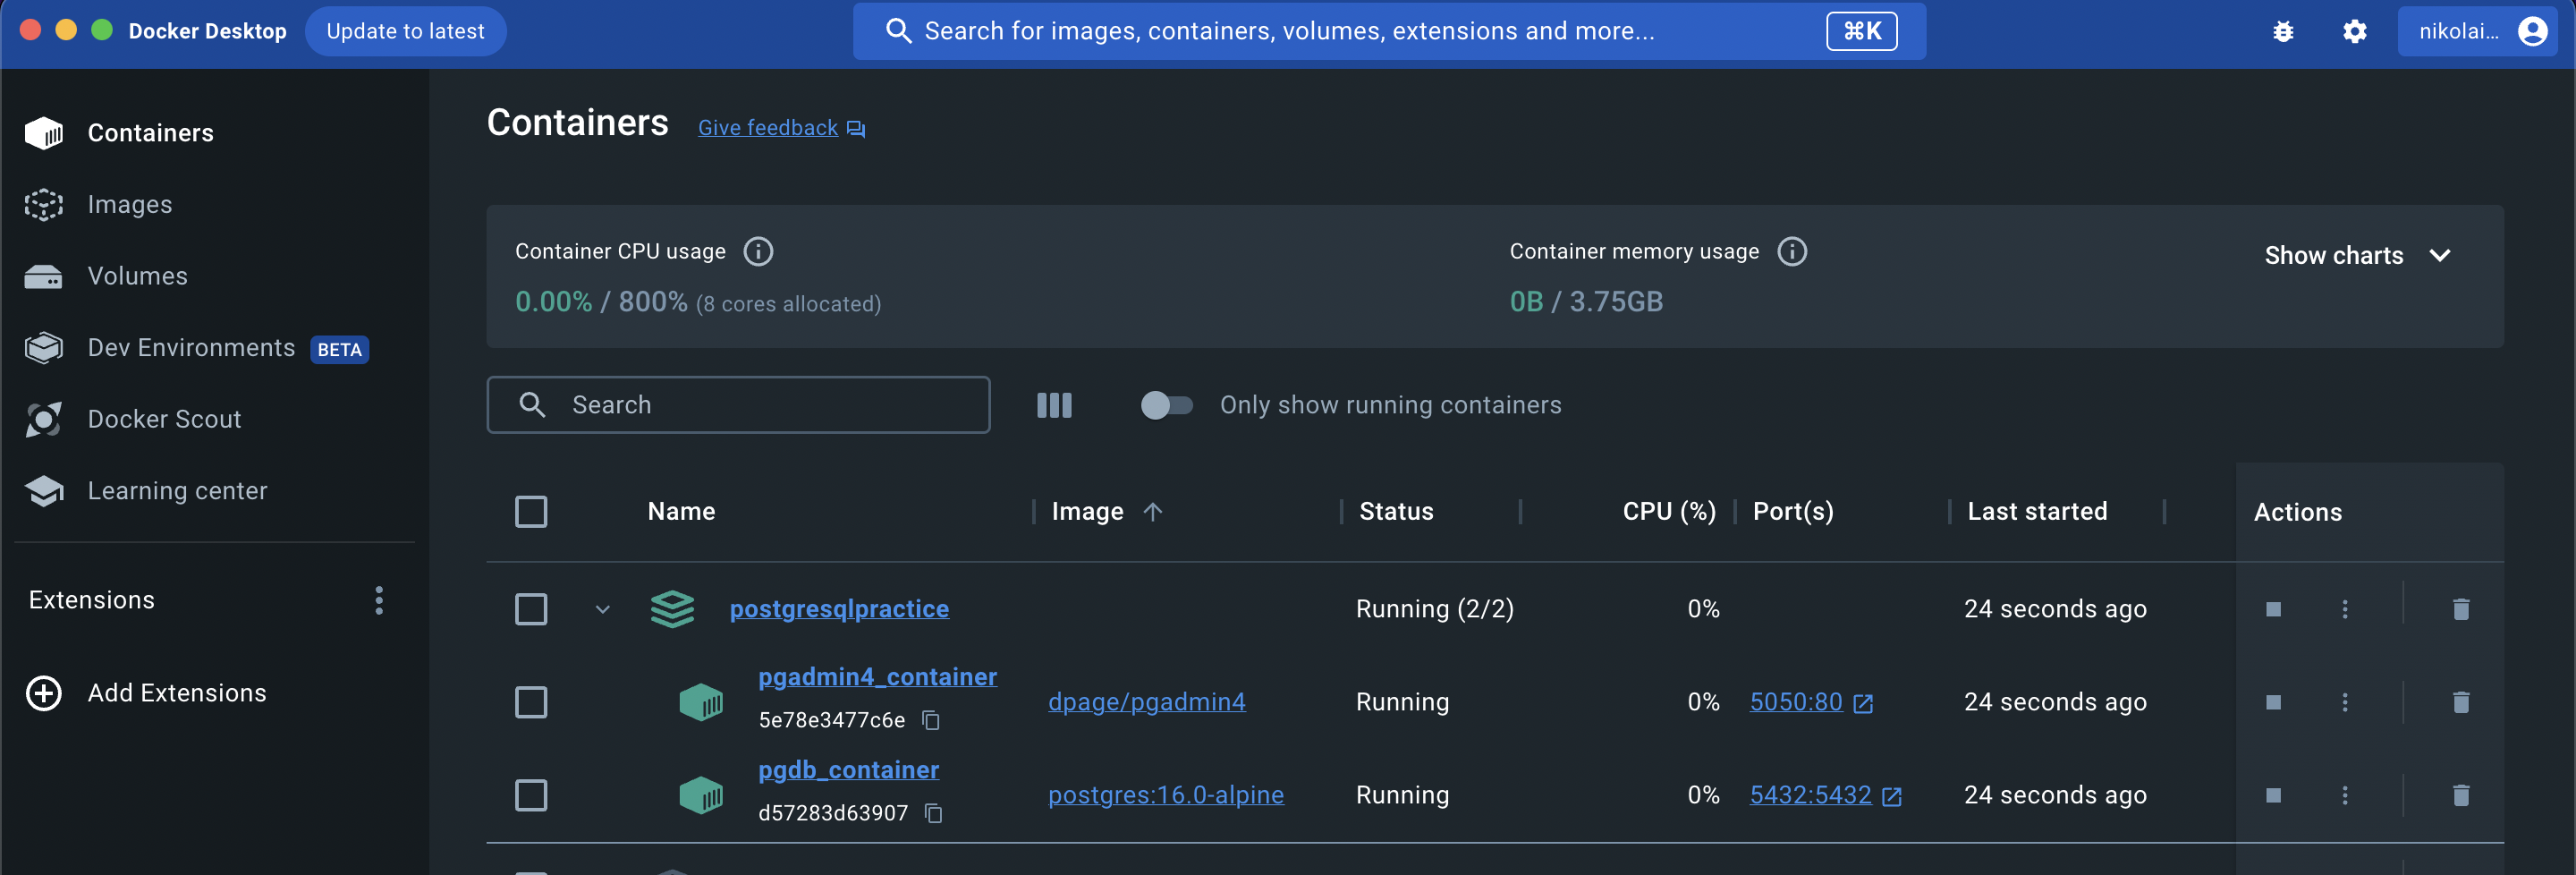 Docker Desktop Update to latest Search for images, containers, volumes, extensions and more... ⌘K nikolai...
Containers
Images
Volumes
Dev Environments BETA
Docker Scout
Learning center
Extensions
Add Extensions
Containers Give feedback
Container CPU usage
0.00% / 800% (8 cores allocated)
Container memory usage
0B / 3.75GB
Show charts
Search Only show running containers
Name Image Status CPU (%) Port(s) Last started Actions
postgresqlpractice Running (2/2) 0% 24 seconds ago
pgadmin4_container
5e78e3477c6e
dpage/pgadmin4 Running 0% 5050:80 24 seconds ago
pgdb_container
d57283d63907
postgres:16.0-alpine Running 0% 5432:5432 24 seconds ago